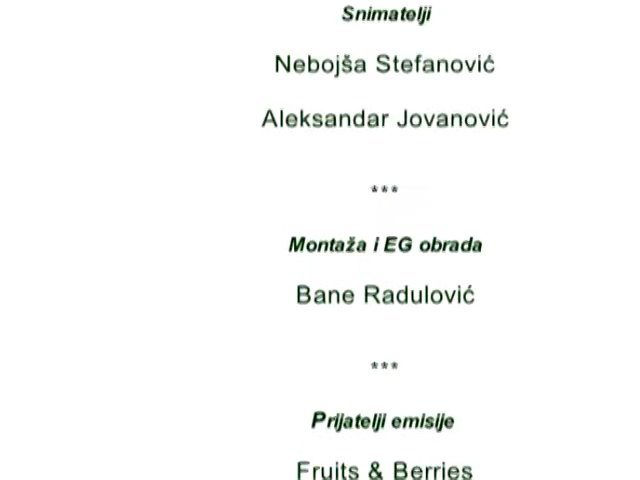 Snimatelji
Nebojša Stefanović
Aleksandar Jovanović
***
Montaža i EG obrada
Bane Radulović
***
Prijatelji emisije
Fruits & Berries